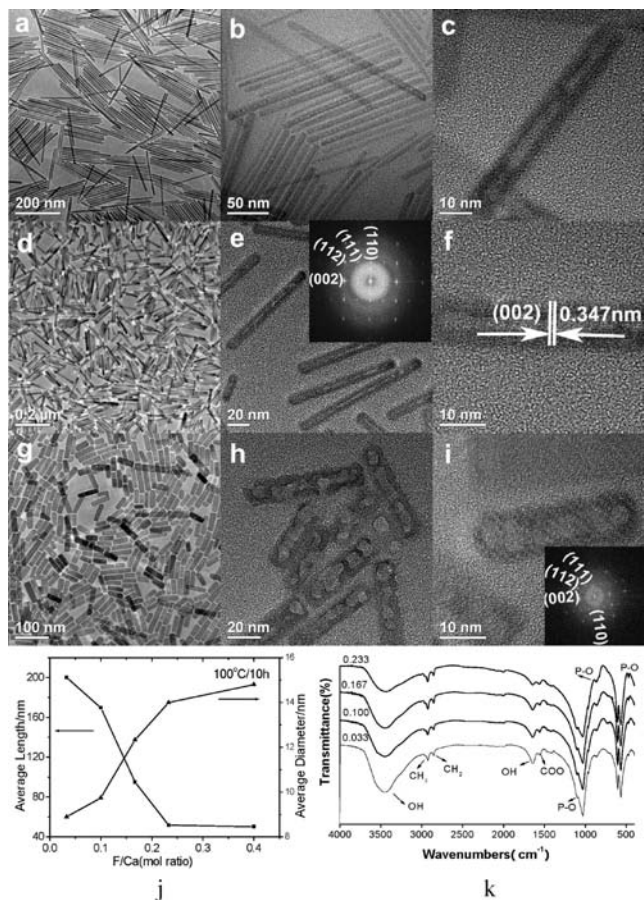 a
200 nm
b
50 nm
c
10 nm
d
0.2 µm
e
(110)
(111)
(112)
(002)
20 nm
f
(002) 0.347nm
10 nm
g
100 nm
h
20 nm
i
(111)
(112)
(002)
(110)
10 nm
100°C/10h
Average Length/nm
200
160
120
80
40
Average Diameter/nm
16
14
12
10
8
0.0 0.1 0.2 0.3 0.4
F/Ca(mol ratio)
j
Transmittance(%)
0.233
0.167
0.100
0.033
P-O
P-O
CH3
CH2
OH
COO
OH
P-O
4000 3500 3000 2500 2000 1500 1000 500
Wavenumbers( cm-1)
k